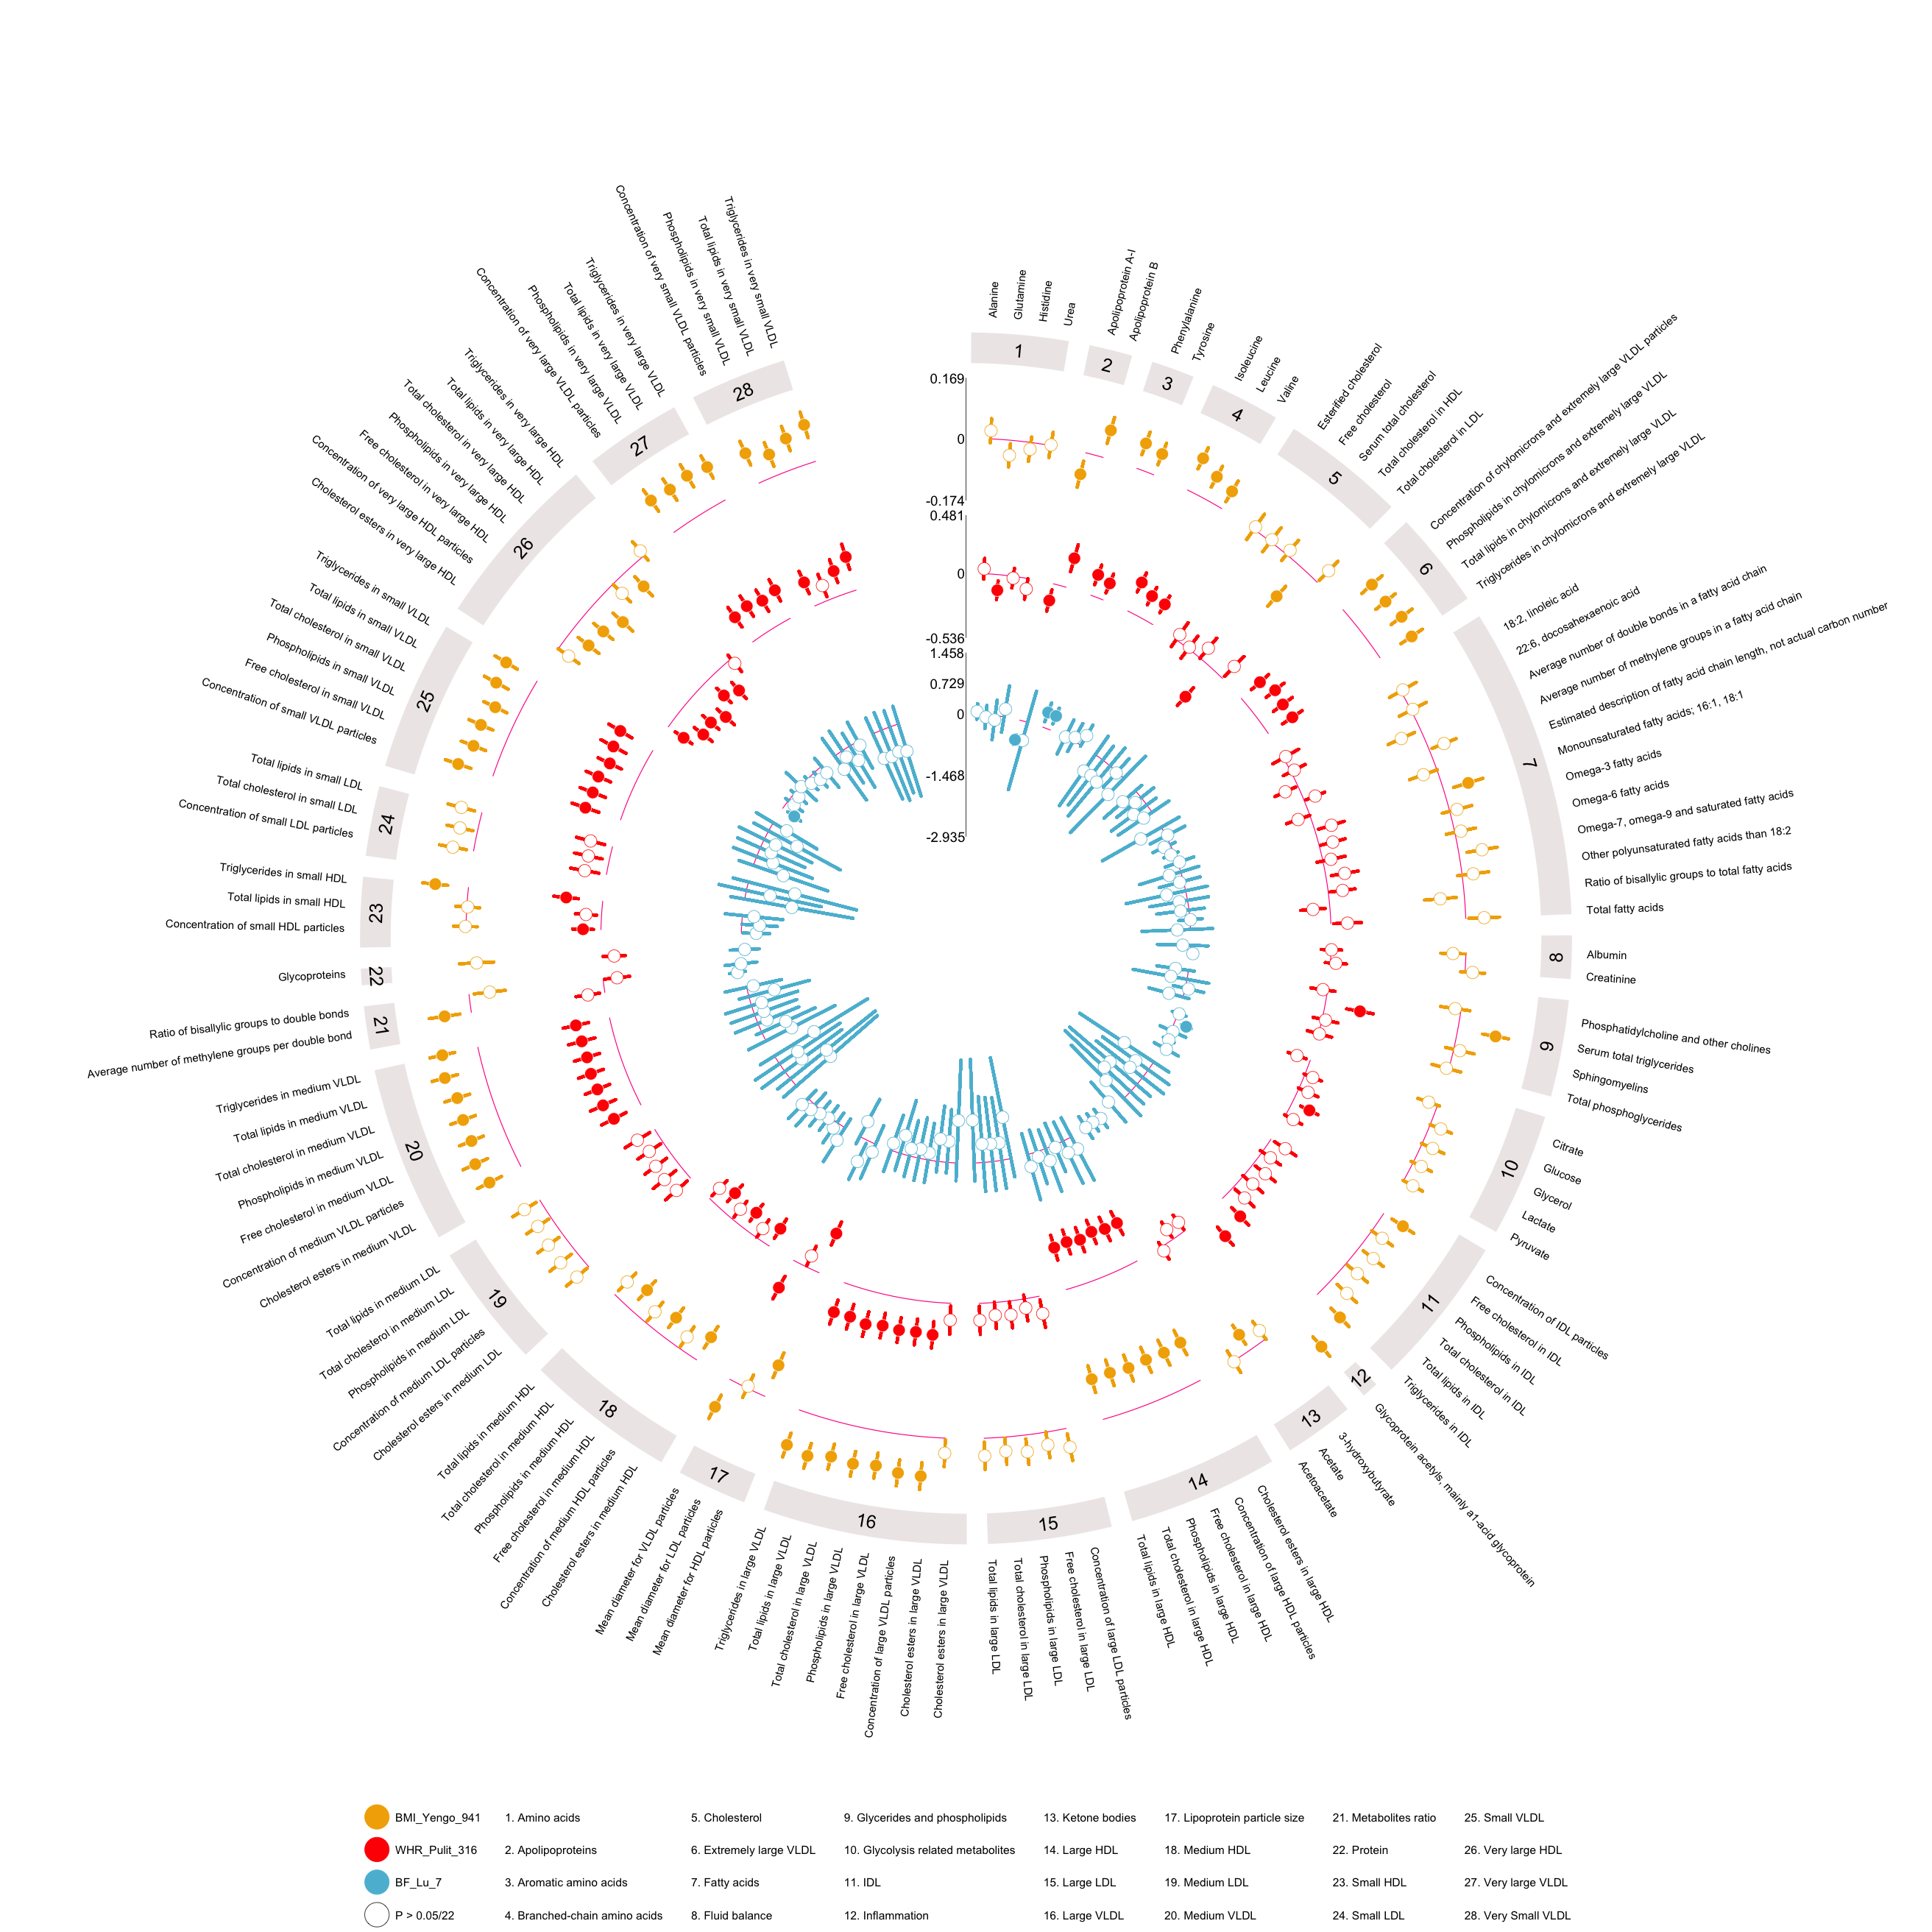 Alanine
Glutamine
Histidine
Urea
Apolipoprotein A-I
Apolipoprotein B
Phenylalanine
Tyrosine
Isoleucine
Leucine
Valine
Esterified cholesterol
Free cholesterol
Serum total cholesterol
Total cholesterol in HDL
Total cholesterol in LDL
Concentration of chylomicrons and extremely large VLDL particles
Phospholipids in chylomicrons and extremely large VLDL
Total lipids in chylomicrons and extremely large VLDL
Triglycerides in chylomicrons and extremely large VLDL
18:2, linoleic acid
22:6, docosahexaenoic acid
Average number of double bonds in a fatty acid chain
Average number of methylene groups in a fatty acid chain
Estimated description of fatty acid chain length, not actual carbon number
Monounsaturated fatty acids; 16:1, 18:1
Omega-3 fatty acids
Omega-6 fatty acids
Omega-7, omega-9 and saturated fatty acids
Other polyunsaturated fatty acids than 18:2
Ratio of bisallylic groups to total fatty acids
Total fatty acids
Albumin
Creatinine
Phosphatidylcholine and other cholines
Serum total triglycerides
Sphingomyelins
Total phosphoglycerides
Citrate
Glucose
Glycerol
Lactate
Pyruvate
Concentration of IDL particles
Free cholesterol in IDL
Phospholipids in IDL
Total cholesterol in IDL
Total lipids in IDL
Triglycerides in IDL
Glycoprotein acetyls, mainly a1-acid glycoprotein
3-hydroxybutyrate
Acetate
Acetoacetate
Cholesterol esters in large HDL
Concentration of large HDL particles
Free cholesterol in large HDL
Phospholipids in large HDL
Total cholesterol in large HDL
Total lipids in large HDL
Concentration of large LDL particles
Free cholesterol in large LDL
Phospholipids in large LDL
Total cholesterol in large LDL
Total lipids in large LDL
Cholesterol esters in large VLDL
Cholesterol esters in large VLDL
Concentration of large VLDL particles
Free cholesterol in large VLDL
Phospholipids in large VLDL
Total cholesterol in large VLDL
Total lipids in large VLDL
Triglycerides in large VLDL
Mean diameter for HDL particles
Mean diameter for LDL particles
Mean diameter for VLDL particles
Cholesterol esters in medium HDL
Concentration of medium HDL particles
Free cholesterol in medium HDL
Phospholipids in medium HDL
Total cholesterol in medium HDL
Total lipids in medium HDL
Cholesterol esters in medium LDL
Concentration of medium LDL particles
Phospholipids in medium LDL
Total cholesterol in medium LDL
Total lipids in medium LDL
Cholesterol esters in medium VLDL
Concentration of medium VLDL particles
Free cholesterol in medium VLDL
Phospholipids in medium VLDL
Total cholesterol in medium VLDL
Total lipids in medium VLDL
Triglycerides in medium VLDL
Average number of methylene groups per double bond
Ratio of bisallylic groups to double bonds
Glycoproteins
Concentration of small HDL particles
Total lipids in small HDL
Triglycerides in small HDL
Concentration of small LDL particles
Total cholesterol in small LDL
Total lipids in small LDL
Concentration of small VLDL particles
Free cholesterol in small VLDL
Phospholipids in small VLDL
Total cholesterol in small VLDL
Total lipids in small VLDL
Triglycerides in small VLDL
Cholesterol esters in very large HDL
Concentration of very large HDL particles
Free cholesterol in very large HDL
Phospholipids in very large HDL
Total cholesterol in very large HDL
Total lipids in very large HDL
Triglycerides in very large HDL
Concentration of very large VLDL particles
Phospholipids in very large VLDL
Total lipids in very large VLDL
Triglycerides in very large VLDL
Concentration of very small VLDL particles
Phospholipids in very small VLDL
Total lipids in very small VLDL
Triglycerides in very small VLDL
1
2
3
4
5
6
7
8
9
10
11
12
13
14
15
16
17
18
19
20
21
22
23
24
25
26
27
28
0.169
0
-0.174
0.481
0
-0.536
1.458
0.729
0
-1.468
-2.935
BMI_Yengo_941 1. Amino acids 5. Cholesterol 9. Glycerides and phospholipids 13. Ketone bodies 17. Lipoprotein particle size 21. Metabolites ratio 25. Small VLDL
WHR_Pulit_316 2. Apolipoproteins 6. Extremely large VLDL 10. Glycolysis related metabolites 14. Large HDL 18. Medium HDL 22. Protein 26. Very large HDL
BF_Lu_7 3. Aromatic amino acids 7. Fatty acids 11. IDL 15. Large LDL 19. Medium LDL 23. Small HDL 27. Very large VLDL
P > 0.05/22 4. Branched-chain amino acids 8. Fluid balance 12. Inflammation 16. Large VLDL 20. Medium VLDL 24. Small LDL 28. Very Small VLDL